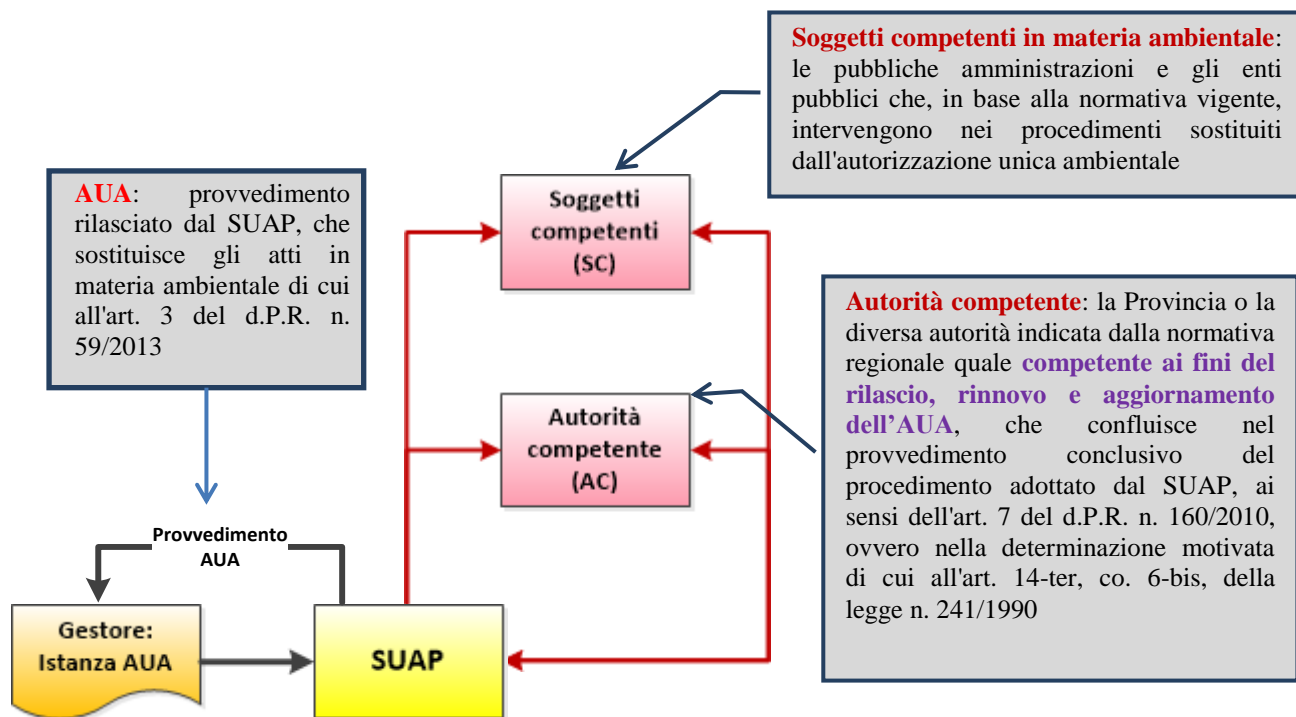 Soggetti competenti in materia ambientale:
le pubbliche amministrazioni e gli enti
pubblici che, in base alla normativa vigente,
intervengono nei procedimenti sostituiti
dall'autorizzazione unica ambientale
AUA: provvedimento
rilasciato dal SUAP, che
sostituisce gli atti in
materia ambientale di cui
all'art. 3 del d.P.R. n.
59/2013
Soggetti
competenti
(SC)
Autorità competente: la Provincia o la
diversa autorità indicata dalla normativa
regionale quale competente ai fini del
rilascio, rinnovo e aggiornamento
dell’AUA, che confluisce nel
provvedimento conclusivo del
procedimento adottato dal SUAP, ai
sensi dell'art. 7 del d.P.R. n. 160/2010,
ovvero nella determinazione motivata
di cui all'art. 14-ter, co. 6-bis, della
legge n. 241/1990
Autorità
competente
(AC)
Provvedimento
AUA
Gestore:
Istanza AUA
SUAP